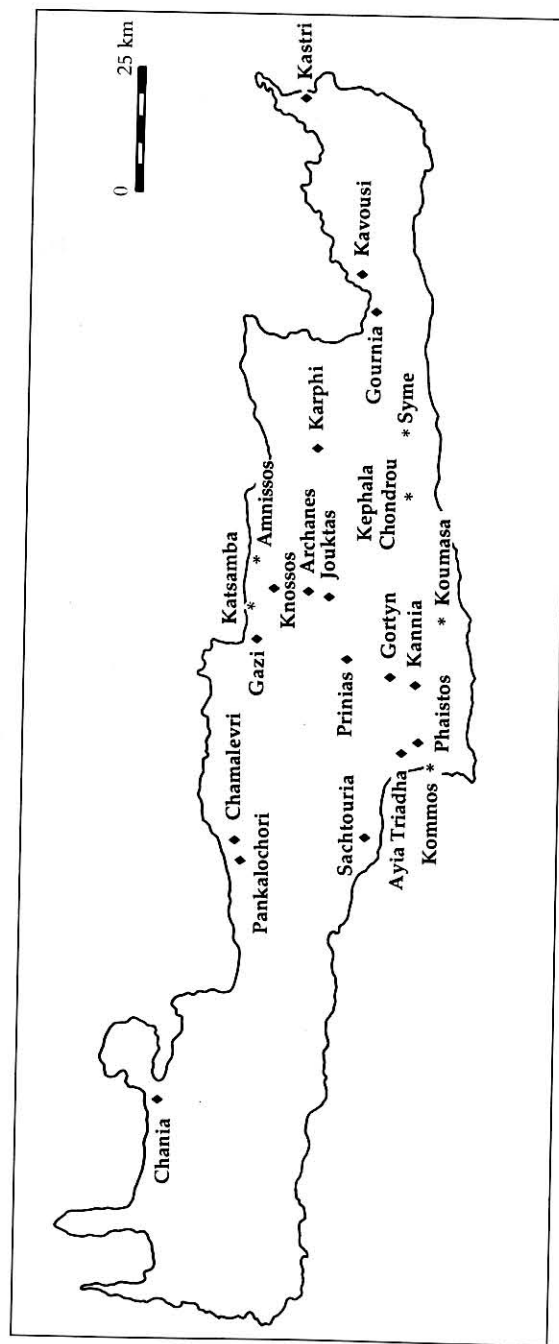 0
25 km
Kastri
Kavousi
Gournia
Syme
Karphi
Kephala
Chondrou
Katsamba
Amnissos
Knossos
Archanes
Jouktas
Gazi
Koumasa
Gortyn
Kannia
Prinias
Phaistos
Chamalevri
Pankalochori
Sachtouria
Ayia Triadha
Kommos
Chania